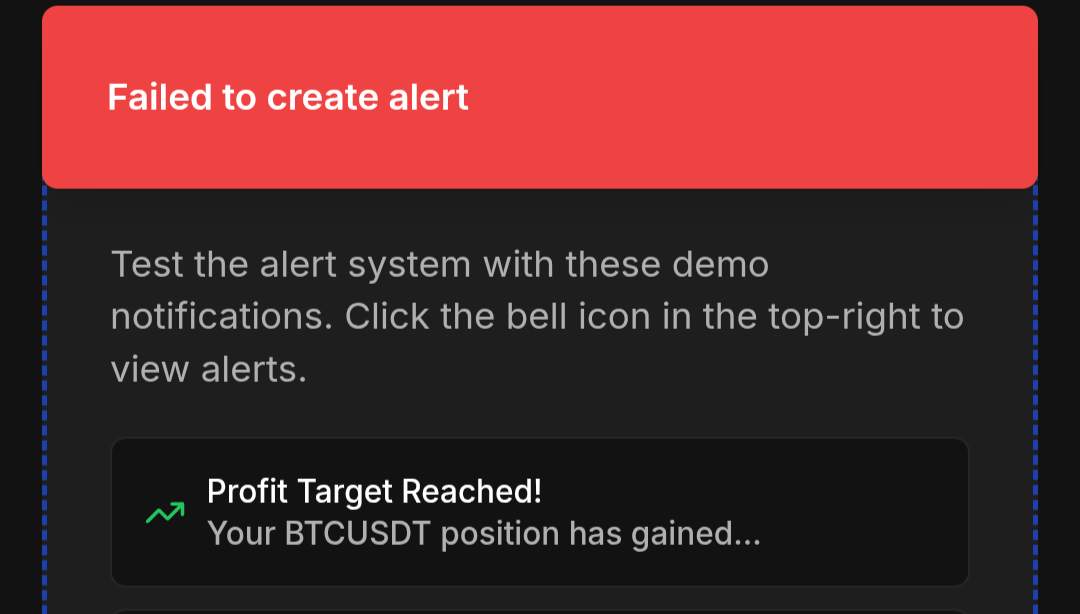 Failed to create alert
Test the alert system with these demo
notifications. Click the bell icon in the top-right to
view alerts.
Profit Target Reached!
Your BTCUSDT position has gained...